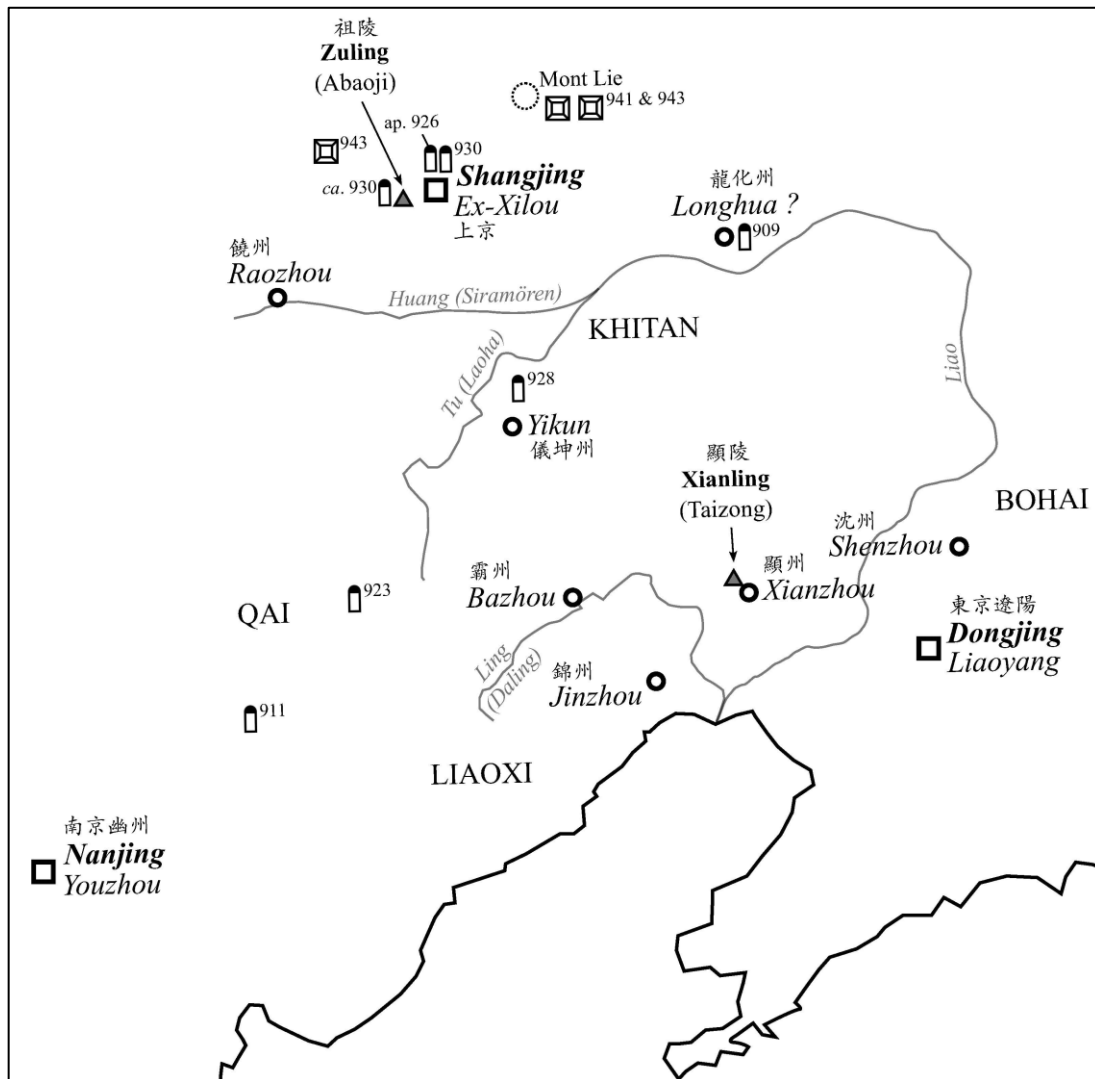 祖陵
Zuling
(Abaoji)
Mont Lie
941 & 943
943
ap. 926
930
ca. 930
Shangjing
Ex-Xilou
上京
龍化州
Longhua ?
909
饒州
Raozhou
Huang (Siramören)
KHITAN
Tu (Laoha)
Liao
928
Yikun
儀坤州
顯陵
Xianling
(Taizong)
BOHAI
瀋州
Shenzhou
霸州
Bazhou
顯州
Xianzhou
923
QAI
東京遼陽
Dongjing
Liaoyang
Ling
(Daling)
錦州
Jinzhou
911
LIAOXI
南京幽州
Nanjing
Youzhou